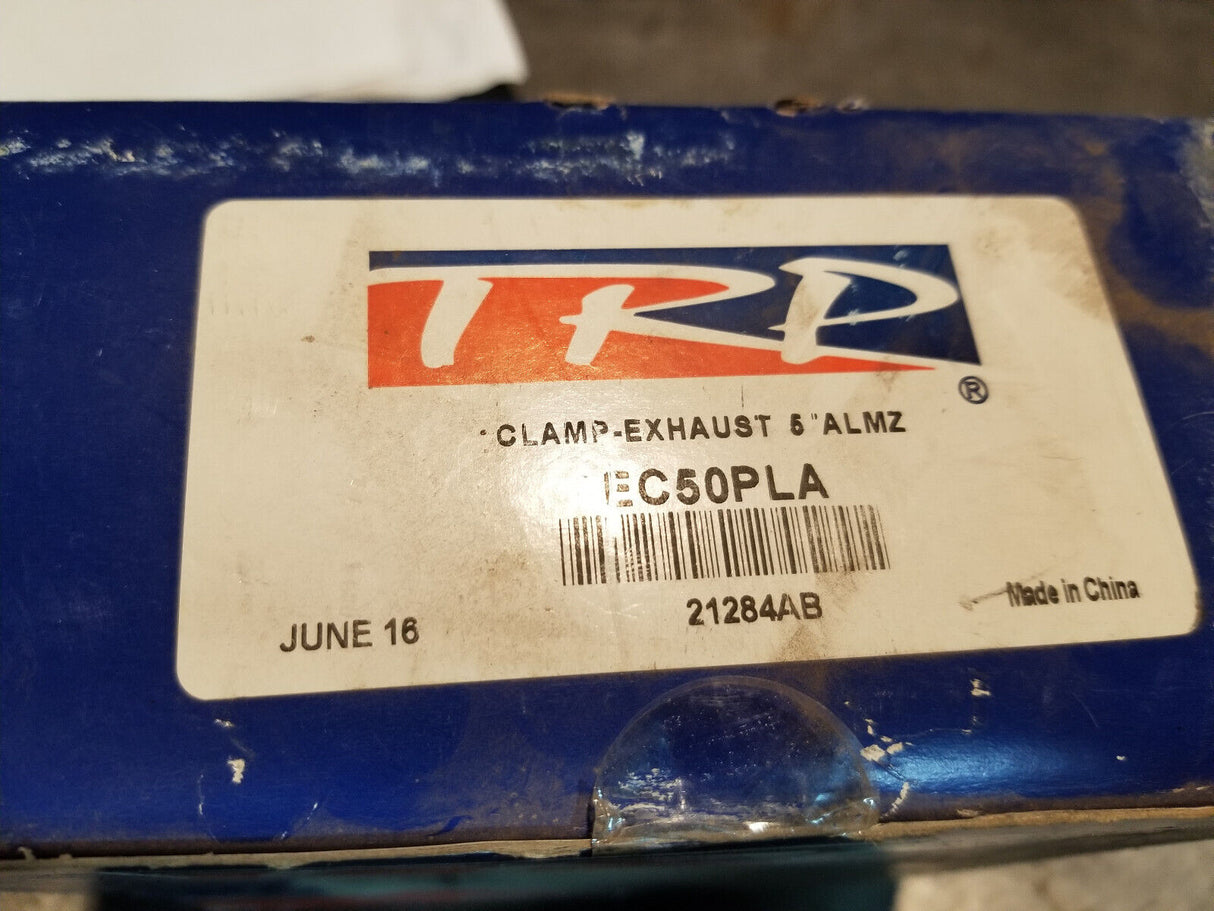 TRP
®
CLAMP-EXHAUST 5"ALMZ
EC50PLA
21284AB
JUNE 16
Made in China